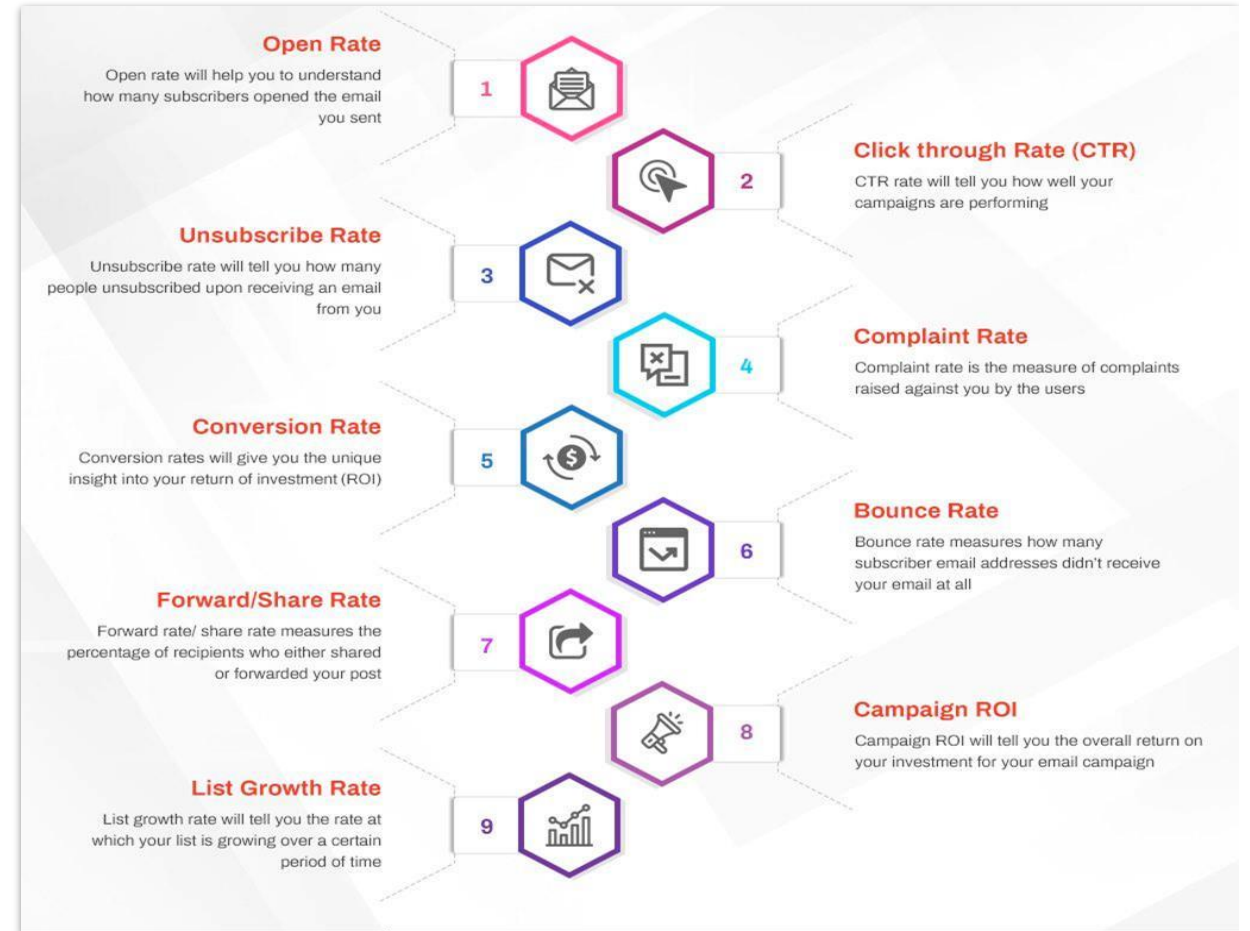 Open Rate
Open rate will help you to understand
how many subscribers opened the email
you sent
1
Click through Rate (CTR)
CTR rate will tell you how well your
campaigns are performing
2
Unsubscribe Rate
Unsubscribe rate will tell you how many
people unsubscribed upon receiving an email
from you
3
Complaint Rate
Complaint rate is the measure of complaints
raised against you by the users
4
Conversion Rate
Conversion rates will give you the unique
insight into your return of investment (ROI)
5
Bounce Rate
Bounce rate measures how many
subscriber email addresses didn't receive
your email at all
6
Forward/Share Rate
Forward rate/ share rate measures the
percentage of recipients who either shared
or forwarded your post
7
Campaign ROI
Campaign ROI will tell you the overall return on
your investment for your email campaign
8
List Growth Rate
List growth rate will tell you the rate at
which your list is growing over a certain
period of time
9